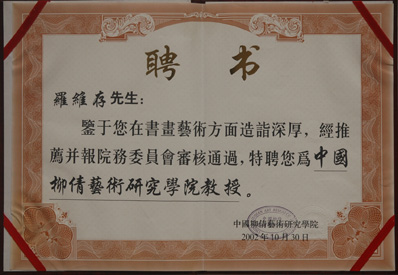 聘书
羅維存先生：
鑒于您在書畫藝術方面造詣深厚，經推
薦并報院務委員會審核通過，特聘您爲中國
柳倩藝術研究學院教授。
中國柳倩藝術研究學院
2002年10月30日